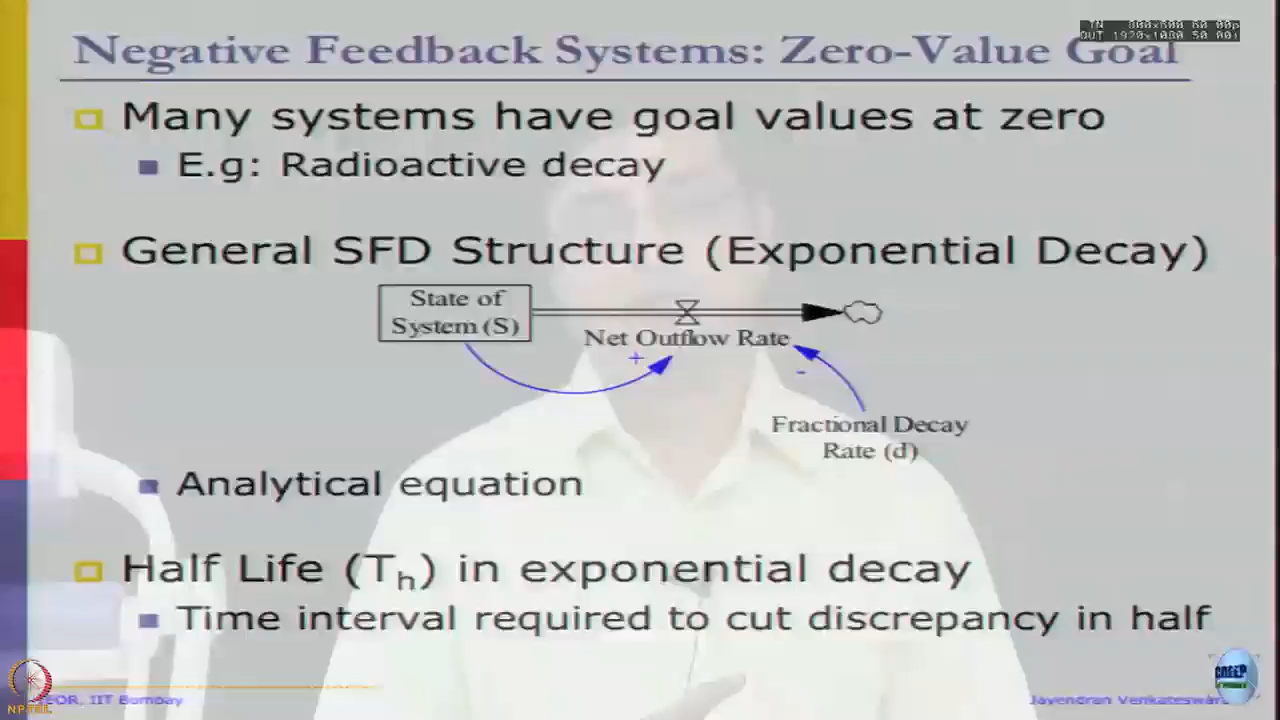 Negative Feedback Systems: Zero-Value Goal
Many systems have goal values at zero
E.g: Radioactive decay
General SFD Structure (Exponential Decay)
State of
System (S)
Net Outflow Rate
+
-
Fractional Decay
Rate (d)
Analytical equation
Half Life (Th) in exponential decay
Time interval required to cut discrepancy in half
IIT Bombay
Jayendran
NPTEL